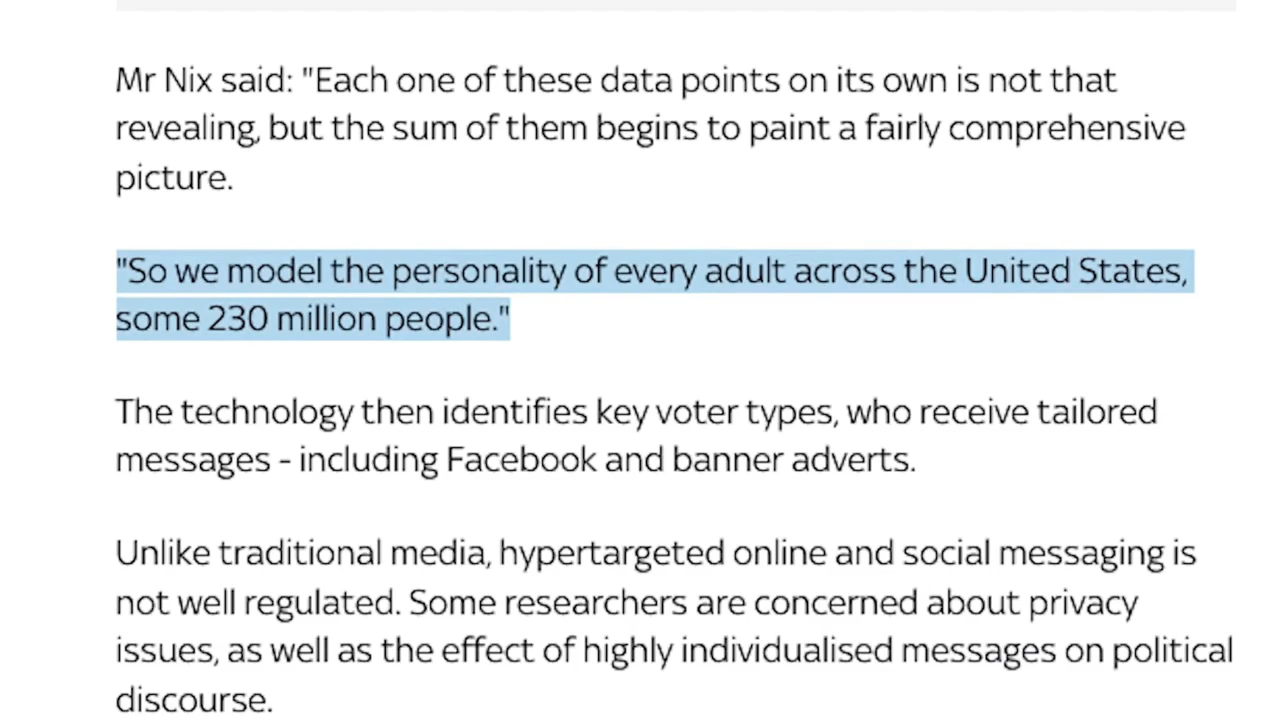 Mr Nix said: "Each one of these data points on its own is not that
revealing, but the sum of them begins to paint a fairly comprehensive
picture.
"So we model the personality of every adult across the United States,
some 230 million people."
The technology then identifies key voter types, who receive tailored
messages - including Facebook and banner adverts.
Unlike traditional media, hypertargeted online and social messaging is
not well regulated. Some researchers are concerned about privacy
issues, as well as the effect of highly individualised messages on political
discourse.